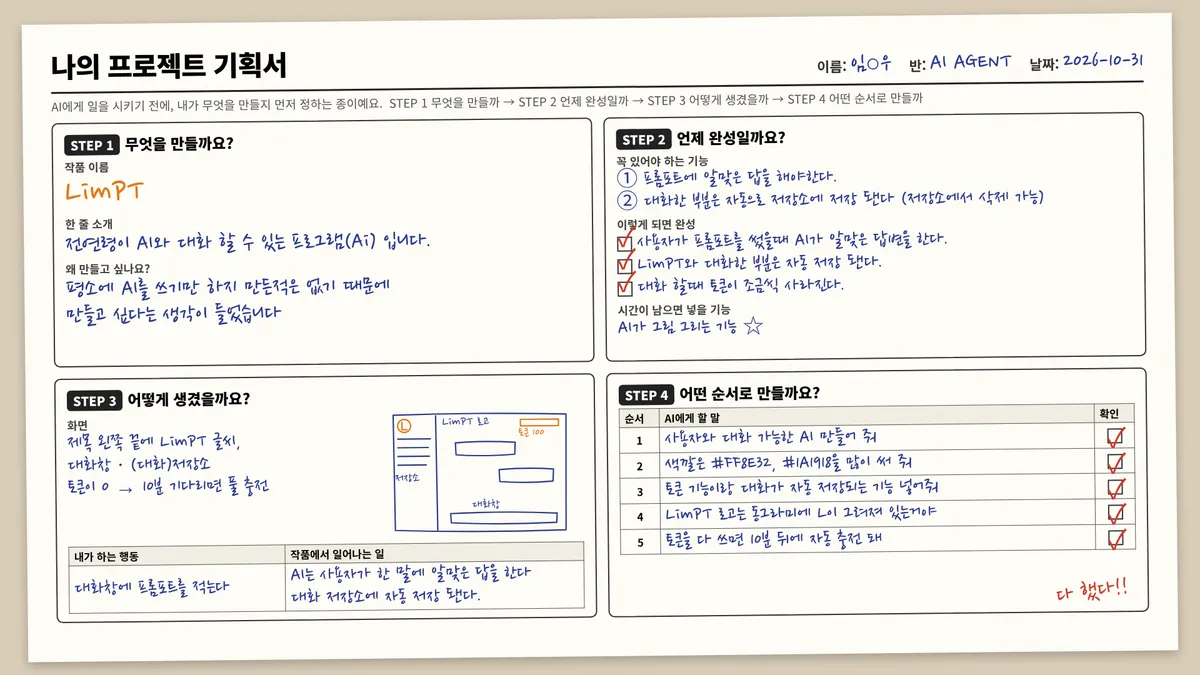 나의 프로젝트 기획서
이름: 임○우 반: AI AGENT 날짜: 2026-10-31
AI에게 일을 시키기 전에, 내가 무엇을 만들지 먼저 정하는 종이예요. STEP 1 무엇을 만들까 → STEP 2 언제 완성일까 → STEP 3 어떻게 생겼을까 → STEP 4 어떤 순서로 만들까
STEP 1 무엇을 만들까요?
작품 이름
LimPT
한 줄 소개
전연령이 AI와 대화 할 수 있는 프로그램(Ai) 입니다.
왜 만들고 싶나요?
평소에 AI를 쓰기만 하지 만든적은 없기 때문에
만들고 싶다는 생각이 들었습니다
STEP 2 언제 완성일까요?
꼭 있어야 하는 기능
① 프롬포트에 알맞은 답을 해야한다.
② 대화한 부분은 자동으로 저장소에 저장 됀다 (저장소에서 삭제 가능)
이렇게 되면 완성
사용자가 프롬포트를 썼을때 AI가 알맞은 답변을 한다.
LimPT와 대화한 부분은 자동 저장 됀다.
대화 할때 토큰이 조금씩 사라진다.
시간이 남으면 넣을 기능
AI가 그림 그리는 기능 ☆
STEP 3 어떻게 생겼을까요?
화면
제목 왼쪽 끝에 LimPT 글씨,
대화창 · (대화)저장소
토큰이 0 → 10분 기다리면 풀 충전
L
LimPT 로고
토큰 100
저장소
대화창
내가 하는 행동 작품에서 일어나는 일
대화창에 프롬포트를 적는다
AI는 사용자가 한 말에 알맞은 답을 한다
대화 저장소에 자동 저장 됀다.
STEP 4 어떤 순서로 만들까요?
순서 AI에게 할 말 확인
1 사용자와 대화 가능한 AI 만들어 줘
2 색깔은 #FF8E32, #1A1918을 많이 써 줘
3 토큰 기능이랑 대화가 자동 저장되는 기능 넣어줘
4 LimPT 로고는 동그라미에 L이 그려져 있는거야
5 토큰을 다 쓰면 10분 뒤에 자동 충전 돼
다 했다!!